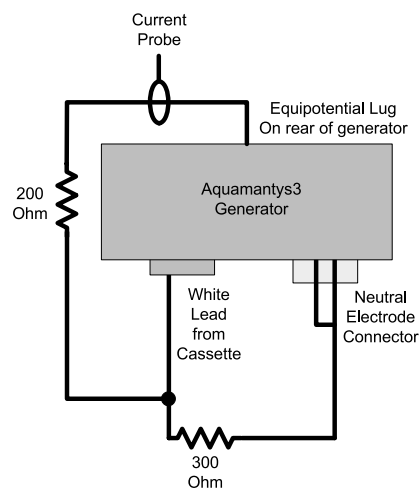 Current
Probe
Equipotential Lug
On rear of generator
200
Ohm
Aquamantys3
Generator
White
Lead
from
Cassette
Neutral
Electrode
Connector
300
Ohm